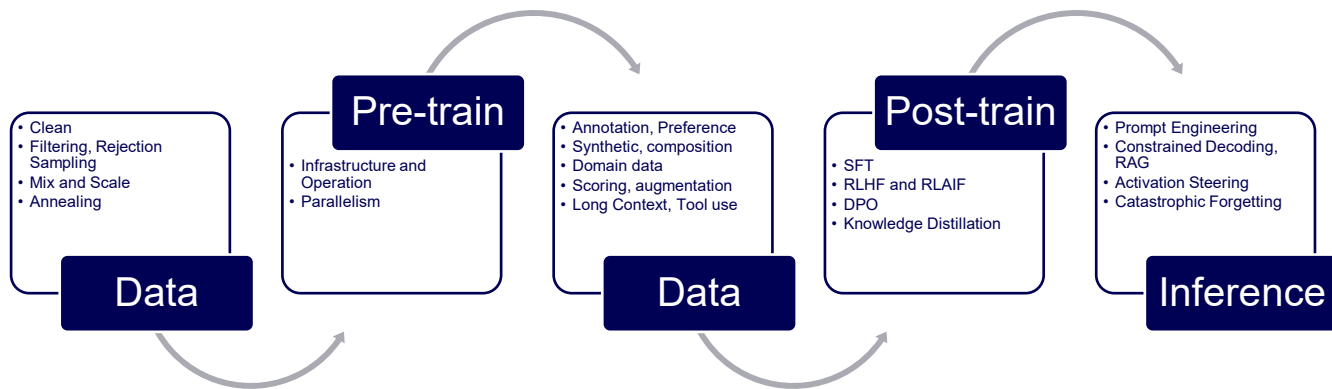 • Clean
• Filtering, Rejection
Sampling
• Mix and Scale
• Annealing
Data
Pre-train
• Infrastructure and
Operation
• Parallelism
• Annotation, Preference
• Synthetic, composition
• Domain data
• Scoring, augmentation
• Long Context, Tool use
Data
Post-train
• SFT
• RLHF and RLAIF
• DPO
• Knowledge Distillation
• Prompt Engineering
• Constrained Decoding,
RAG
• Activation Steering
• Catastrophic Forgetting
Inference